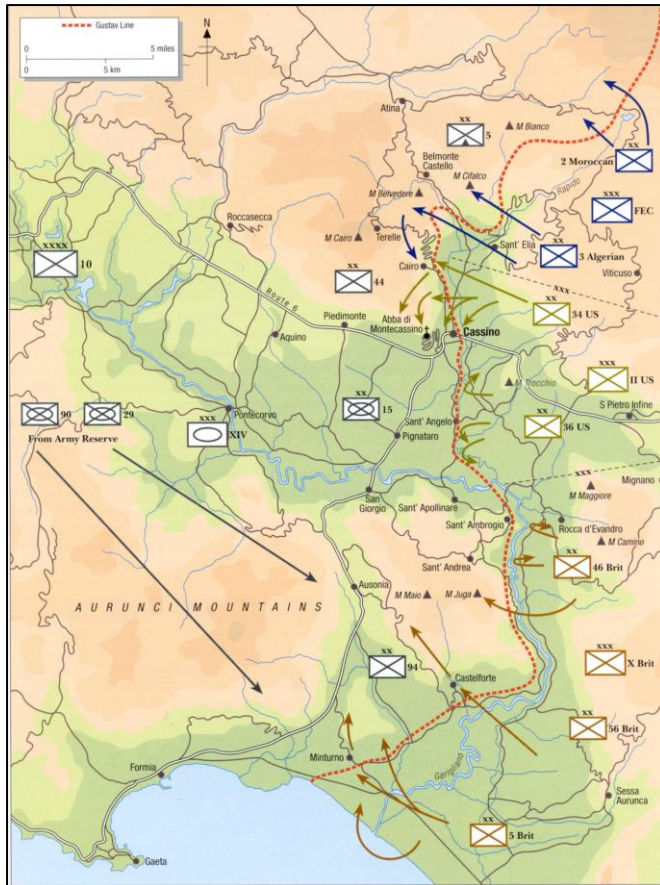 Gustav Line
N
0
5 miles
0
5 km
Atina
xx
5
M Bianco
Belmonte
Castello
M Cifalco
xx
2 Moroccan
Rapido
M Belvedere
xxx
FEC
Roccasecca
Terelle
M Cairo
Sant' Elia
xx
3 Algerian
Cairo
Viticuso
xxxx
10
xx
44
Route 6
Abba di
Montecassino
Piedimonte
Cassino
xx
34 US
Aquino
M Trocchio
xxx
II US
xx
90
xx
29
From Army Reserve
Pontecorvo
xxx
XIV
xx
15
Sant' Angelo
Pignataro
xx
36 US
S Pietro Infine
San
Giorgio
Sant' Apollinare
xxx
M Maggiore
Mignano
Sant' Ambrogio
Rocca d'Evandro
M Camino
Sant' Andrea
xx
46 Brit
Ausonia
AURUNCI MOUNTAINS
M Maio
M Juga
xx
94
xxx
X Brit
Castelforte
xx
56 Brit
Minturno
Garigliano
Formia
Sessa
Aurunca
xx
5 Brit
Gaeta